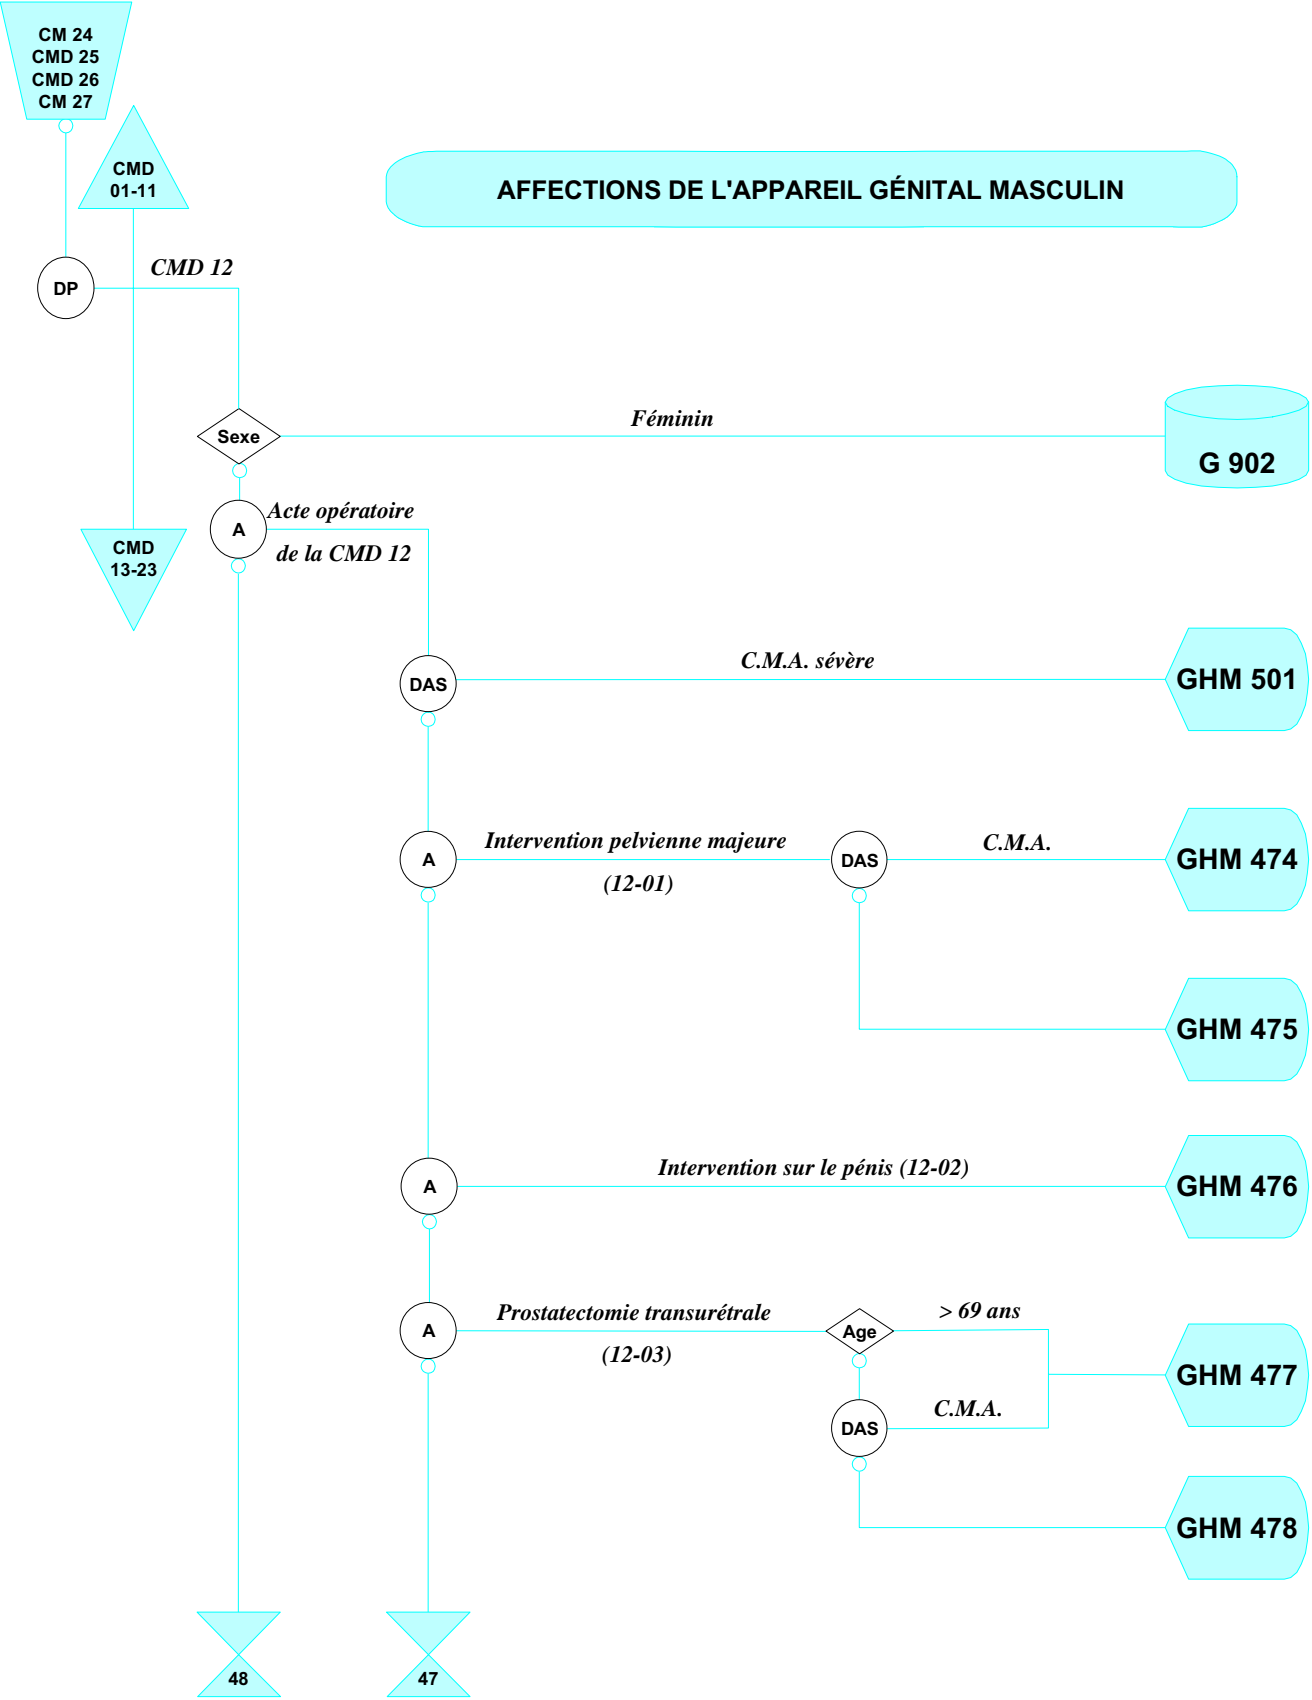 CM 24
CMD 25
CMD 26
CM 27
CMD
01-11
AFFECTIONS DE L'APPAREIL GÉNITAL MASCULIN
DP
CMD 12
Sexe
Féminin
G 902
A
Acte opératoire
de la CMD 12
CMD
13-23
DAS
C.M.A. sévère
GHM 501
A
Intervention pelvienne majeure
(12-01)
DAS
C.M.A.
GHM 474
GHM 475
A
Intervention sur le pénis (12-02)
GHM 476
A
Prostatectomie transurétrale
(12-03)
Age
> 69 ans
GHM 477
DAS
C.M.A.
GHM 478
48
47